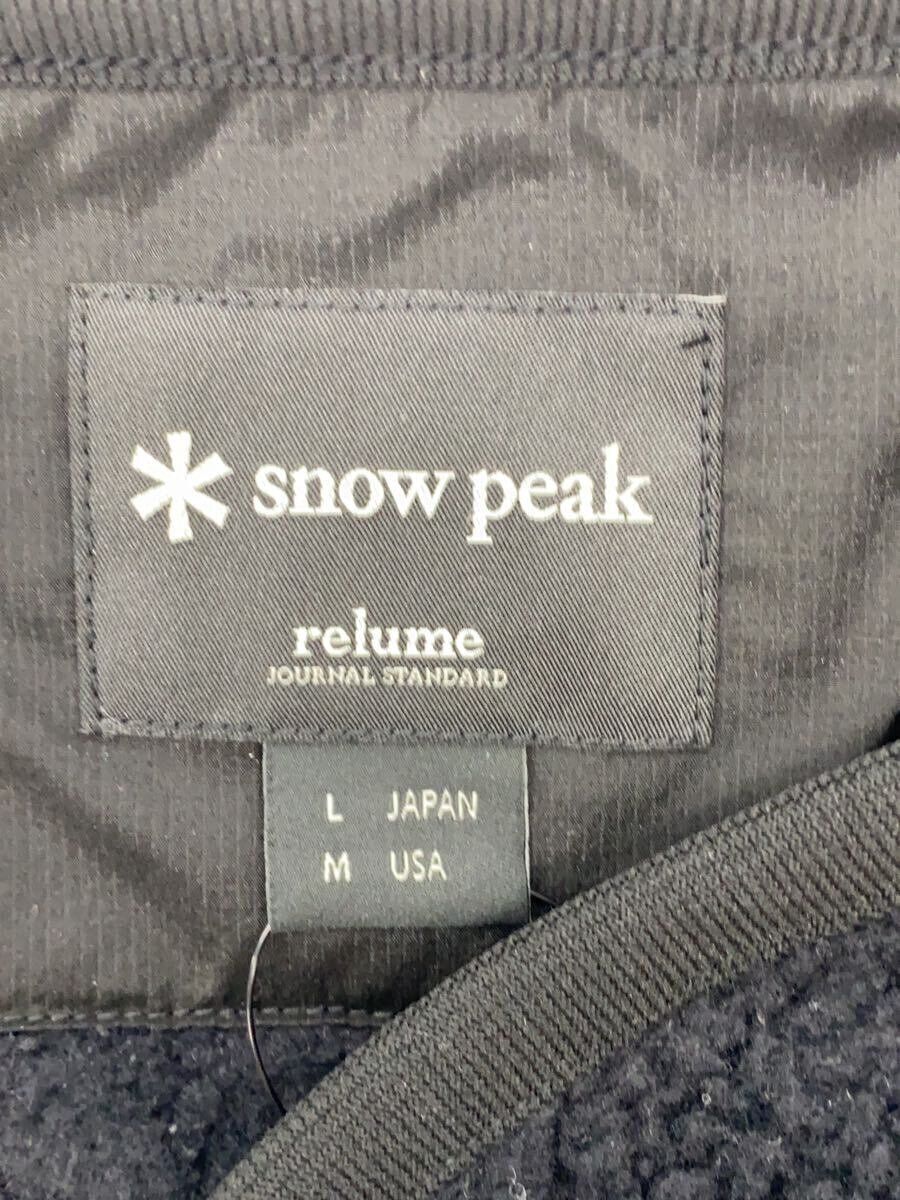 snow peak
relume
JOURNAL STANDARD
L JAPAN
M USA